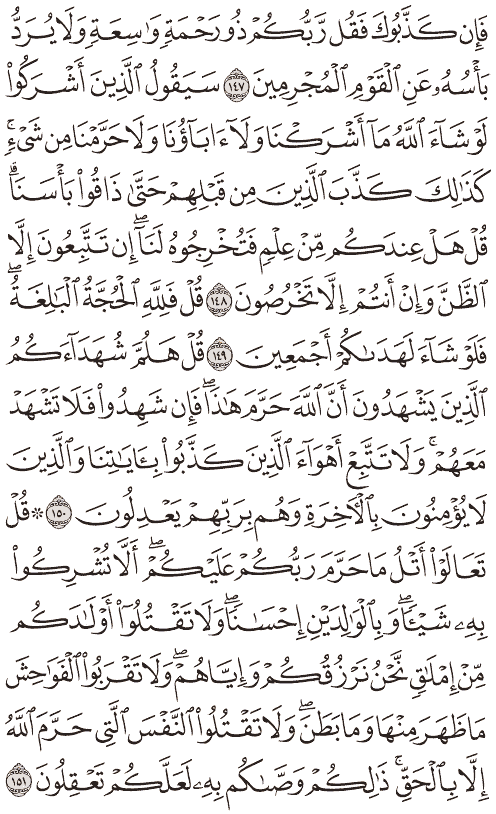 فَإِن كَذَّبُوكَ فَقُل رَّبُّكُمْ ذُو رَحْمَةٍ وَٰسِعَةٍ وَلَا يُرَدُّ
بَأْسُهُۥ عَنِ ٱلْقَوْمِ ٱلْمُجْرِمِينَ ١٤٧ سَيَقُولُ ٱلَّذِينَ أَشْرَكُوا۟
لَوْ شَآءَ ٱللَّهُ مَآ أَشْرَكْنَا وَلَآ ءَابَآؤُنَا وَلَا حَرَّمْنَا مِن شَىْءٍۚ
كَذَٰلِكَ كَذَّبَ ٱلَّذِينَ مِن قَبْلِهِمْ حَتَّىٰ ذَاقُوا۟ بَأْسَنَاۗ
قُلْ هَلْ عِندَكُم مِّنْ عِلْمٍ فَتُخْرِجُوهُ لَنَآۖ إِن تَتَّبِعُونَ إِلَّا
ٱلظَّنَّ وَإِنْ أَنتُمْ إِلَّا تَخْرُصُونَ ١٤٨ قُلْ فَلِلَّهِ ٱلْحُجَّةُ ٱلْبَٰلِغَةُۖ
فَلَوْ شَآءَ لَهَدَىٰكُمْ أَجْمَعِينَ ١٤٩ قُلْ هَلُمَّ شُهَدَآءَكُمُ
ٱلَّذِينَ يَشْهَدُونَ أَنَّ ٱللَّهَ حَرَّمَ هَٰذَاۖ فَإِن شَهِدُوا۟ فَلَا تَشْهَدْ
مَعَهُمْۚ وَلَا تَتَّبِعْ أَهْوَآءَ ٱلَّذِينَ كَذَّبُوا۟ بِـَٔايَٰتِنَا وَٱلَّذِينَ
لَا يُؤْمِنُونَ بِٱلْـَٔاخِرَةِ وَهُم بِرَبِّهِمْ يَعْدِلُونَ ١٥٠ ۞ قُلْ
تَعَالَوْا۟ أَتْلُ مَا حَرَّمَ رَبُّكُمْ عَلَيْكُمْۖ أَلَّا تُشْرِكُوا۟
بِهِۦ شَيْـًٔاۖ وَبِٱلْوَٰلِدَيْنِ إِحْسَٰنًاۖ وَلَا تَقْتُلُوٓا۟ أَوْلَٰدَكُم
مِّنْ إِمْلَٰقٍۖ نَّحْنُ نَرْزُقُكُمْ وَإِيَّاهُمْۖ وَلَا تَقْرَبُوا۟ ٱلْفَوَٰحِشَ
مَا ظَهَرَ مِنْهَا وَمَا بَطَنَۖ وَلَا تَقْتُلُوا۟ ٱلنَّفْسَ ٱلَّتِى حَرَّمَ ٱللَّهُ
إِلَّا بِٱلْحَقِّۚ ذَٰلِكُمْ وَصَّىٰكُم بِهِۦ لَعَلَّكُمْ تَعْقِلُونَ ١٥١